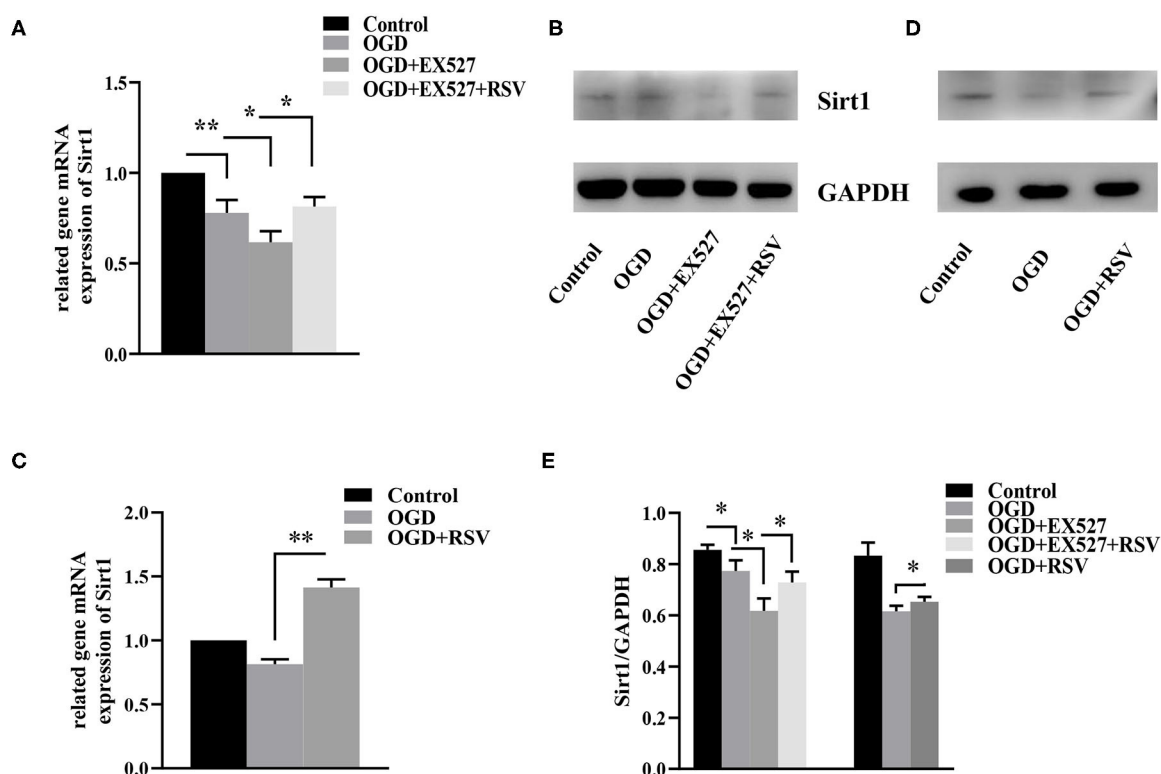 A
Control
OGD
OGD+EX527
OGD+EX527+RSV
related gene mRNA
expression of Sirt1
1.5
1.0
0.5
0.0
**
*
*
B
Sirt1
GAPDH
Control
OGD
OGD+EX527
OGD+EX527+RSV
D
Control
OGD
OGD+RSV
C
Control
OGD
OGD+RSV
related gene mRNA
expression of Sirt1
2.0
1.5
1.0
0.5
0.0
**
E
Control
OGD
OGD+EX527
OGD+EX527+RSV
OGD+RSV
Sirt1/GAPDH
1.0
0.8
0.6
0.4
0.2
0.0
*
*
*
*